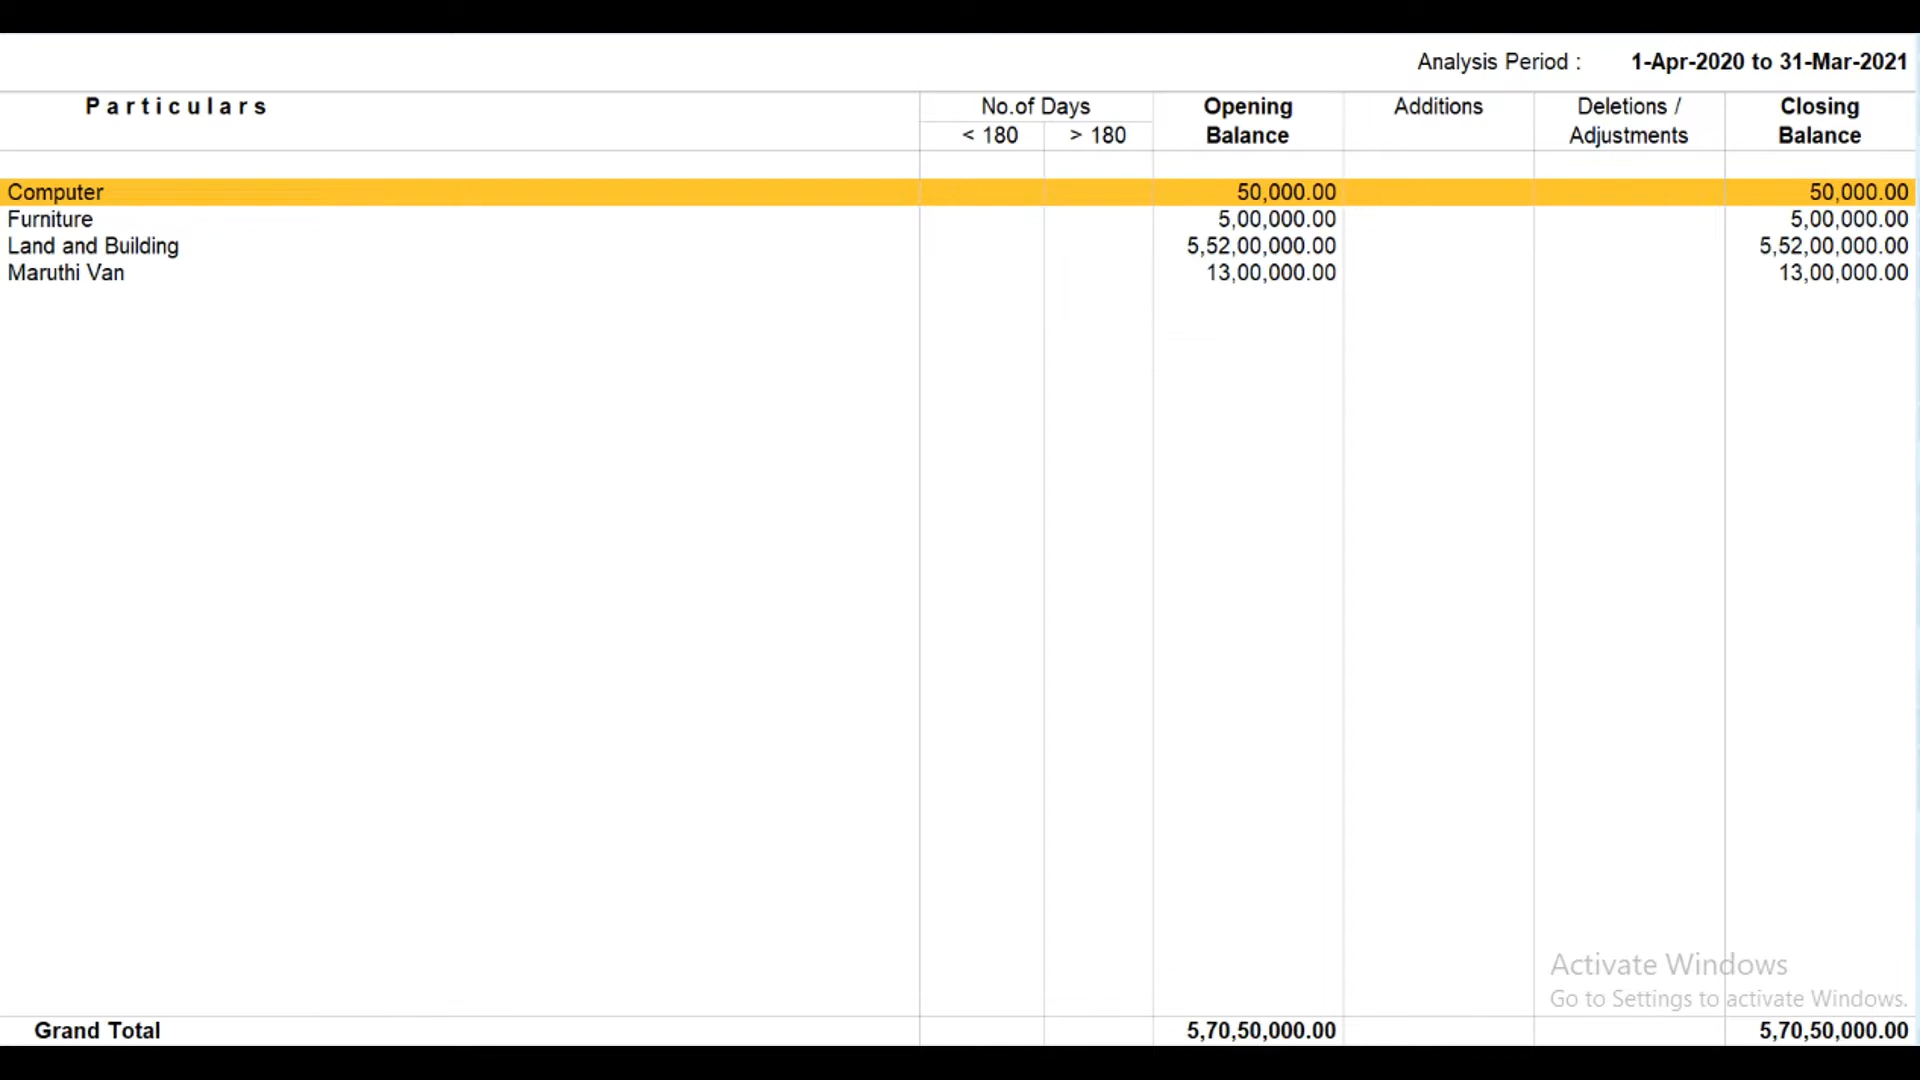 Analysis Period : 1-Apr-2020 to 31-Mar-2021
Particulars No.of Days Opening Additions Deletions / Closing
< 180 > 180 Balance Adjustments Balance
Computer 50,000.00 50,000.00
Furniture 5,00,000.00 5,00,000.00
Land and Building 5,52,00,000.00 5,52,00,000.00
Maruthi Van 13,00,000.00 13,00,000.00
Activate Windows
Go to Settings to activate Windows.
Grand Total 5,70,50,000.00 5,70,50,000.00